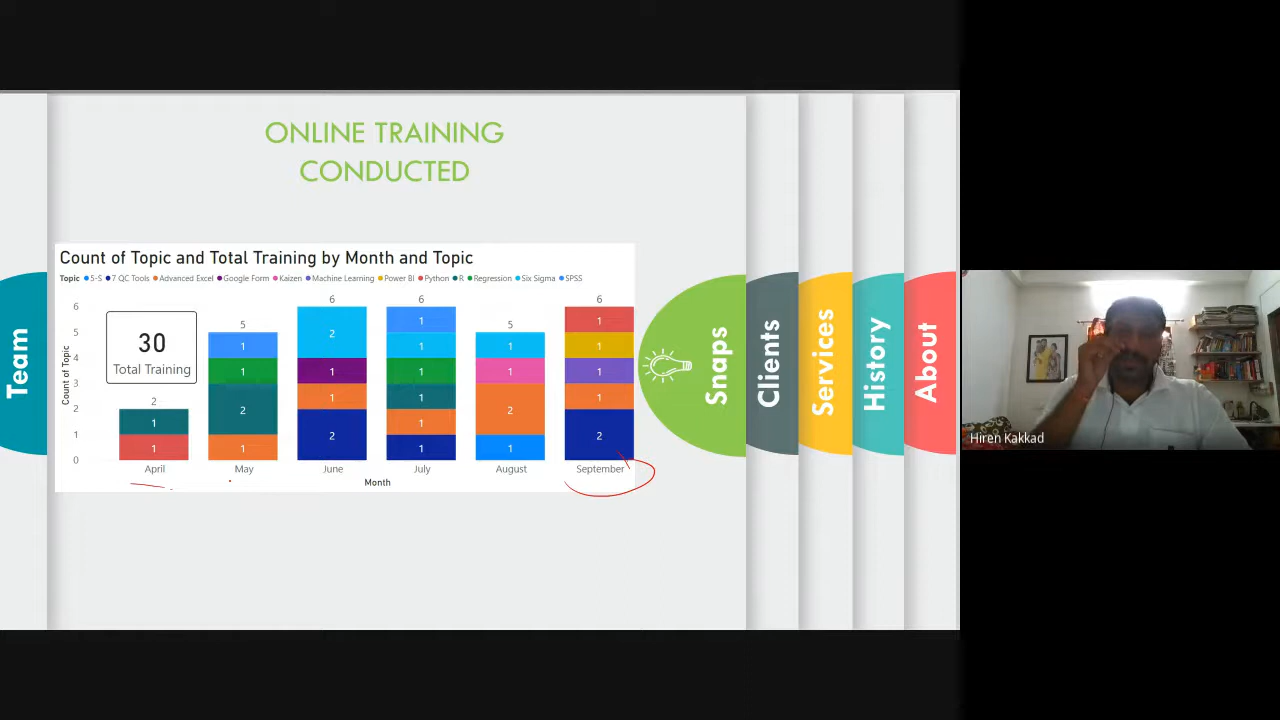 ONLINE TRAINING
CONDUCTED
Count of Topic and Total Training by Month and Topic
Topic 5-S 7 QC Tools Advanced Excel Google Form Kaizen Machine Learning Power BI Python R Regression Six Sigma SPSS
Count of Topic
6
5
4
3
2
1
0
30
Total Training
2
1
1
April
5
1
1
2
1
May
6
2
1
1
2
June
6
1
1
1
1
1
1
July
5
1
1
2
1
August
6
1
1
1
1
2
September
Month
Team
Snaps
Clients
Services
History
About
Hiren Kakkad